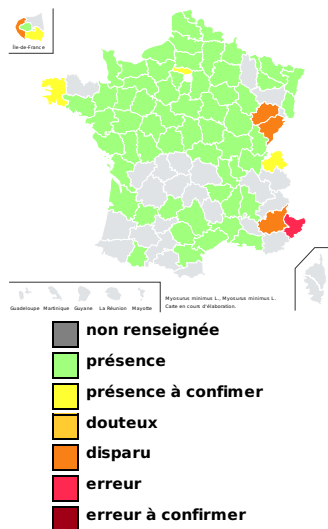 Île-de-France
Guadeloupe Martinique Guyane La Réunion Mayotte
Myosurus minimus L., Myosurus minimus L.
Carte en cours d'élaboration.
non renseignée
présence
présence à confimer
douteux
disparu
erreur
erreur à confirmer